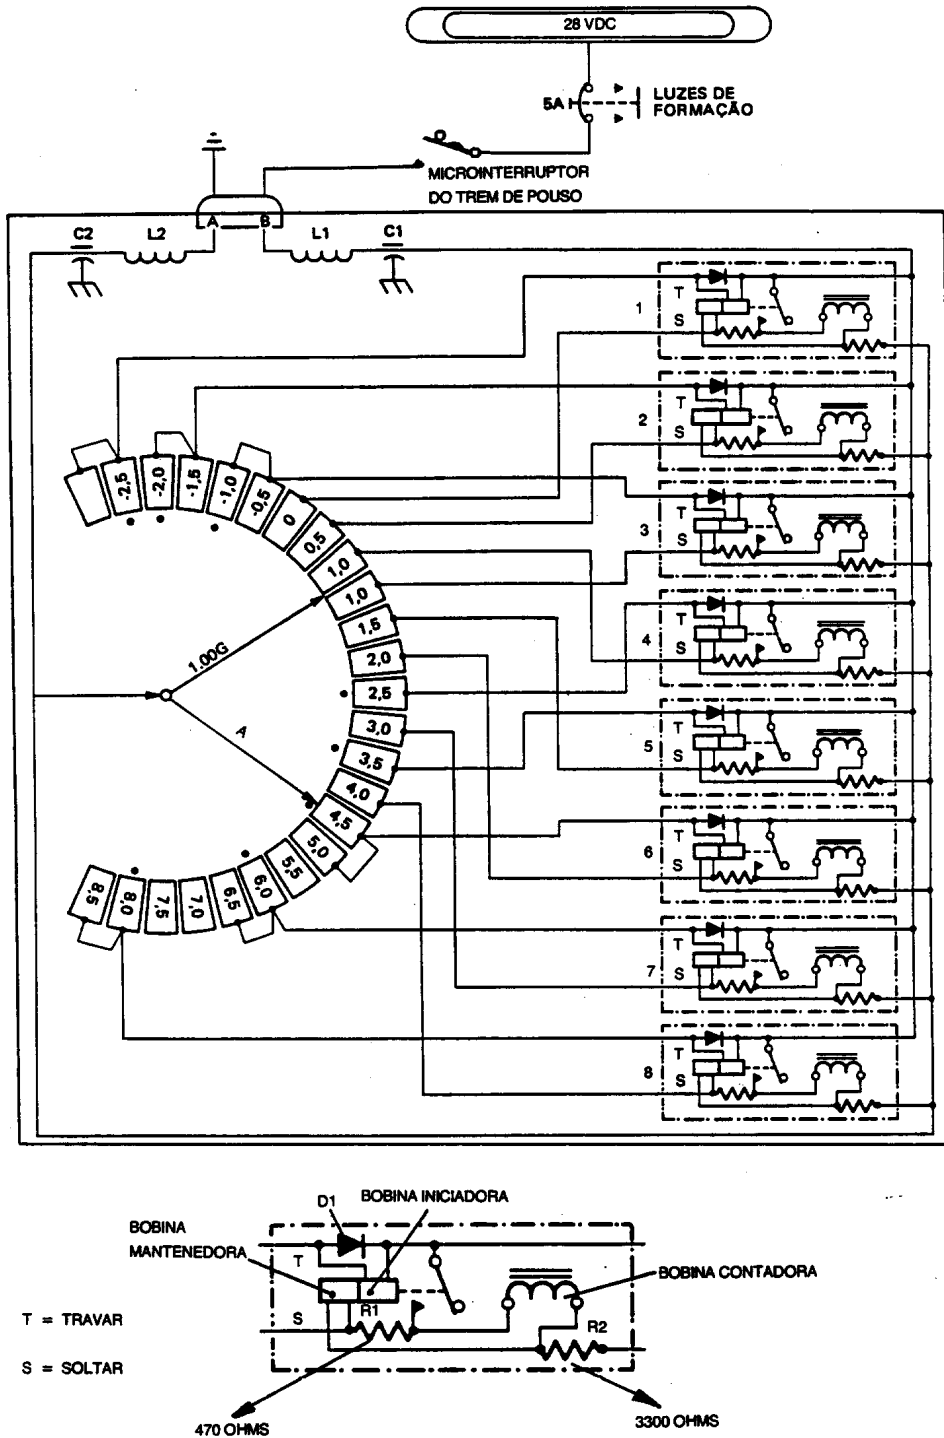 28 VDC
5A
LUZES DE
FORMAÇÃO
MICROINTERRUPTOR
DO TREM DE POUSO
A B
C2 L2 L1 C1
T
1
S
T
2
S
T
3
S
T
4
S
T
5
S
T
6
S
T
7
S
T
8
S
-2,5
-2,0
-1,5
-1,0
-0,5
0
0,5
1,0
1,0
1,5
2,0
2,5
3,0
3,5
4,0
4,5
5,0
5,5
6,0
6,5
7,0
7,5
8,0
8,5
1.00G
A
D1
BOBINA INICIADORA
BOBINA
MANTENEDORA
T
BOBINA CONTADORA
S
R1
R2
T = TRAVAR
S = SOLTAR
470 OHMS
3300 OHMS